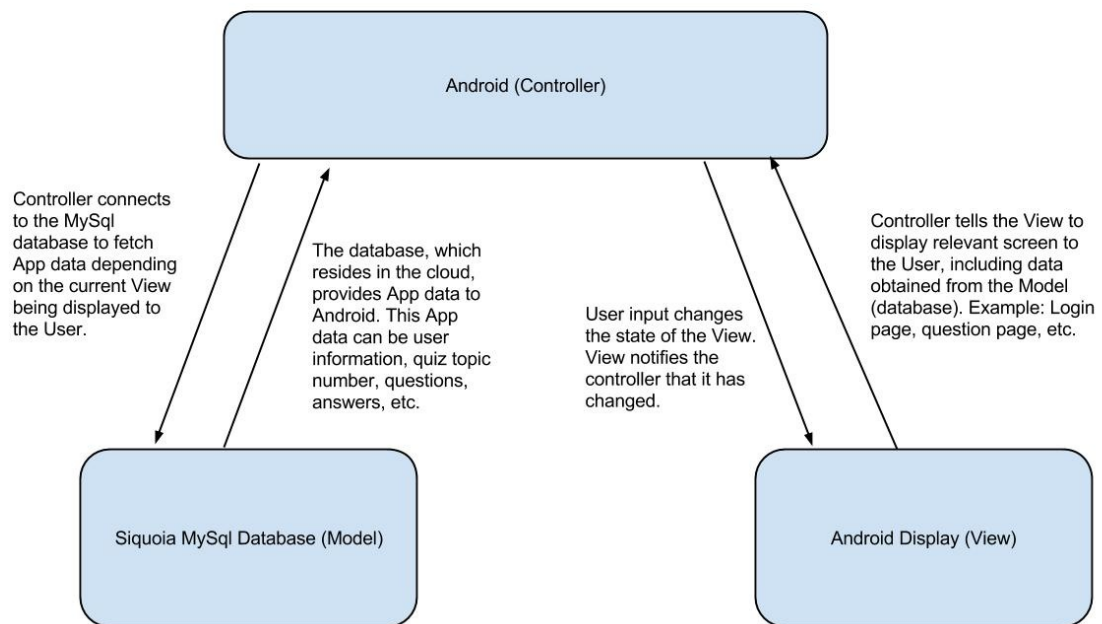 Android (Controller)
Controller connects
to the MySql
database to fetch
App data depending
on the current View
being displayed to
the User.
The database, which
resides in the cloud,
provides App data to
Android. This App
data can be user
information, quiz topic
number, questions,
answers, etc.
User input changes
the state of the View.
View notifies the
controller that it has
changed.
Controller tells the View to
display relevant screen to
the User, including data
obtained from the Model
(database). Example: Login
page, question page, etc.
Siquoia MySql Database (Model)
Android Display (View)